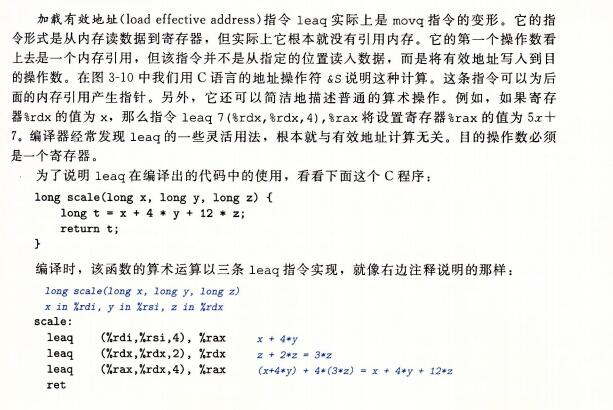 加载有效地址(load effective address)指令 leaq 实际上是 movq 指令的变形。它的指
令形式是从内存读数据到寄存器，但实际上它根本就没有引用内存。它的第一个操作数看
上去是一个内存引用，但该指令并不是从指定的位置读入数据，而是将有效地址写入到目
的操作数。在图 3-10 中我们用 C 语言的地址操作符 &S 说明这种计算。这条指令可以为后
面的内存引用产生指针。另外，它还可以简洁地描述普通的算术操作。例如，如果寄存
器%rdx 的值为 x，那么指令 leaq 7(%rdx,%rdx,4),%rax 将设置寄存器%rax 的值为 5x+
7。编译器经常发现 leaq 的一些灵活用法，根本就与有效地址计算无关。目的操作数必须
是一个寄存器。
为了说明 leaq 在编译出的代码中的使用，看看下面这个 C 程序：
long scale(long x, long y, long z) {
long t = x + 4 * y + 12 * z;
return t;
}
编译时，该函数的算术运算以三条 leaq 指令实现，就像右边注释说明的那样：
long scale(long x, long y, long z)
x in %rdi, y in %rsi, z in %rdx
scale:
leaq (%rdi,%rsi,4), %rax x + 4*y
leaq (%rdx,%rdx,2), %rdx z + 2*z = 3*z
leaq (%rax,%rdx,4), %rax (x+4*y) + 4*(3*z) = x + 4*y + 12*z
ret